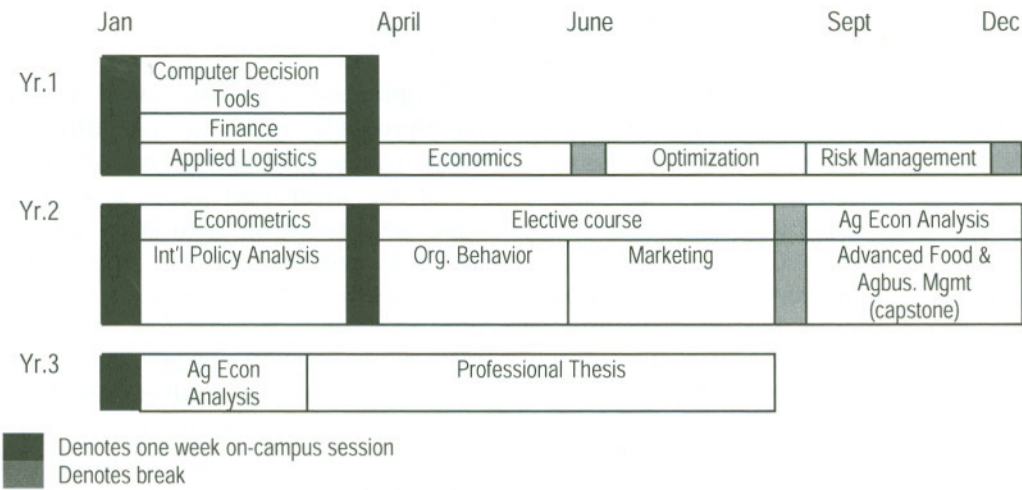 Jan April June Sept Dec
Yr.1
Computer Decision
Tools
Finance
Applied Logistics Economics Optimization Risk Management
Yr.2
Econometrics Elective course Ag Econ Analysis
Int'l Policy Analysis Org. Behavior Marketing Advanced Food &
Agbus. Mgmt
(capstone)
Yr.3
Ag Econ Professional Thesis
Analysis
Denotes one week on-campus session
Denotes break